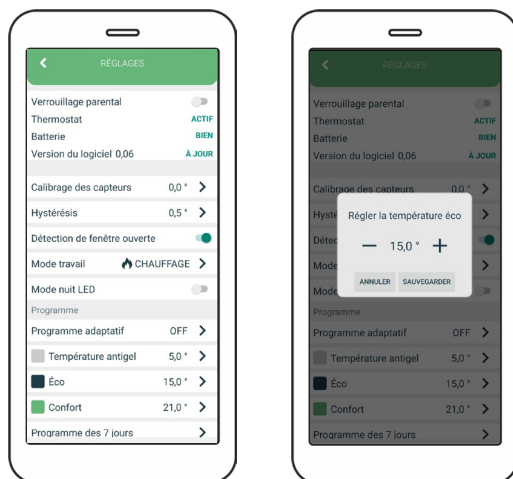 RÉGLAGES
Verrouillage parental
Thermostat ACTIF
Batterie BIEN
Version du logiciel 0,06 À JOUR
Calibrage des capteurs 0,0 °
Hystérésis 0,5 °
Détection de fenêtre ouverte
Mode travail CHAUFFAGE
Mode nuit LED
Programme
Programme adaptatif OFF
Température antigel 5,0 °
Éco 15,0 °
Confort 21,0 °
Programme des 7 jours
RÉGLAGES
Verrouillage parental
Thermostat ACTIF
Batterie BIEN
Version du logiciel 0,06 À JOUR
Calibrage des capteurs 0,0 °
Hysté
Régler la température éco
Détec
— 15,0 ° +
Mode
ANNULER SAUVEGARDER
Mode
Programme
Programme adaptatif OFF
Température antigel 5,0 °
Éco 15,0 °
Confort 21,0 °
Programme des 7 jours